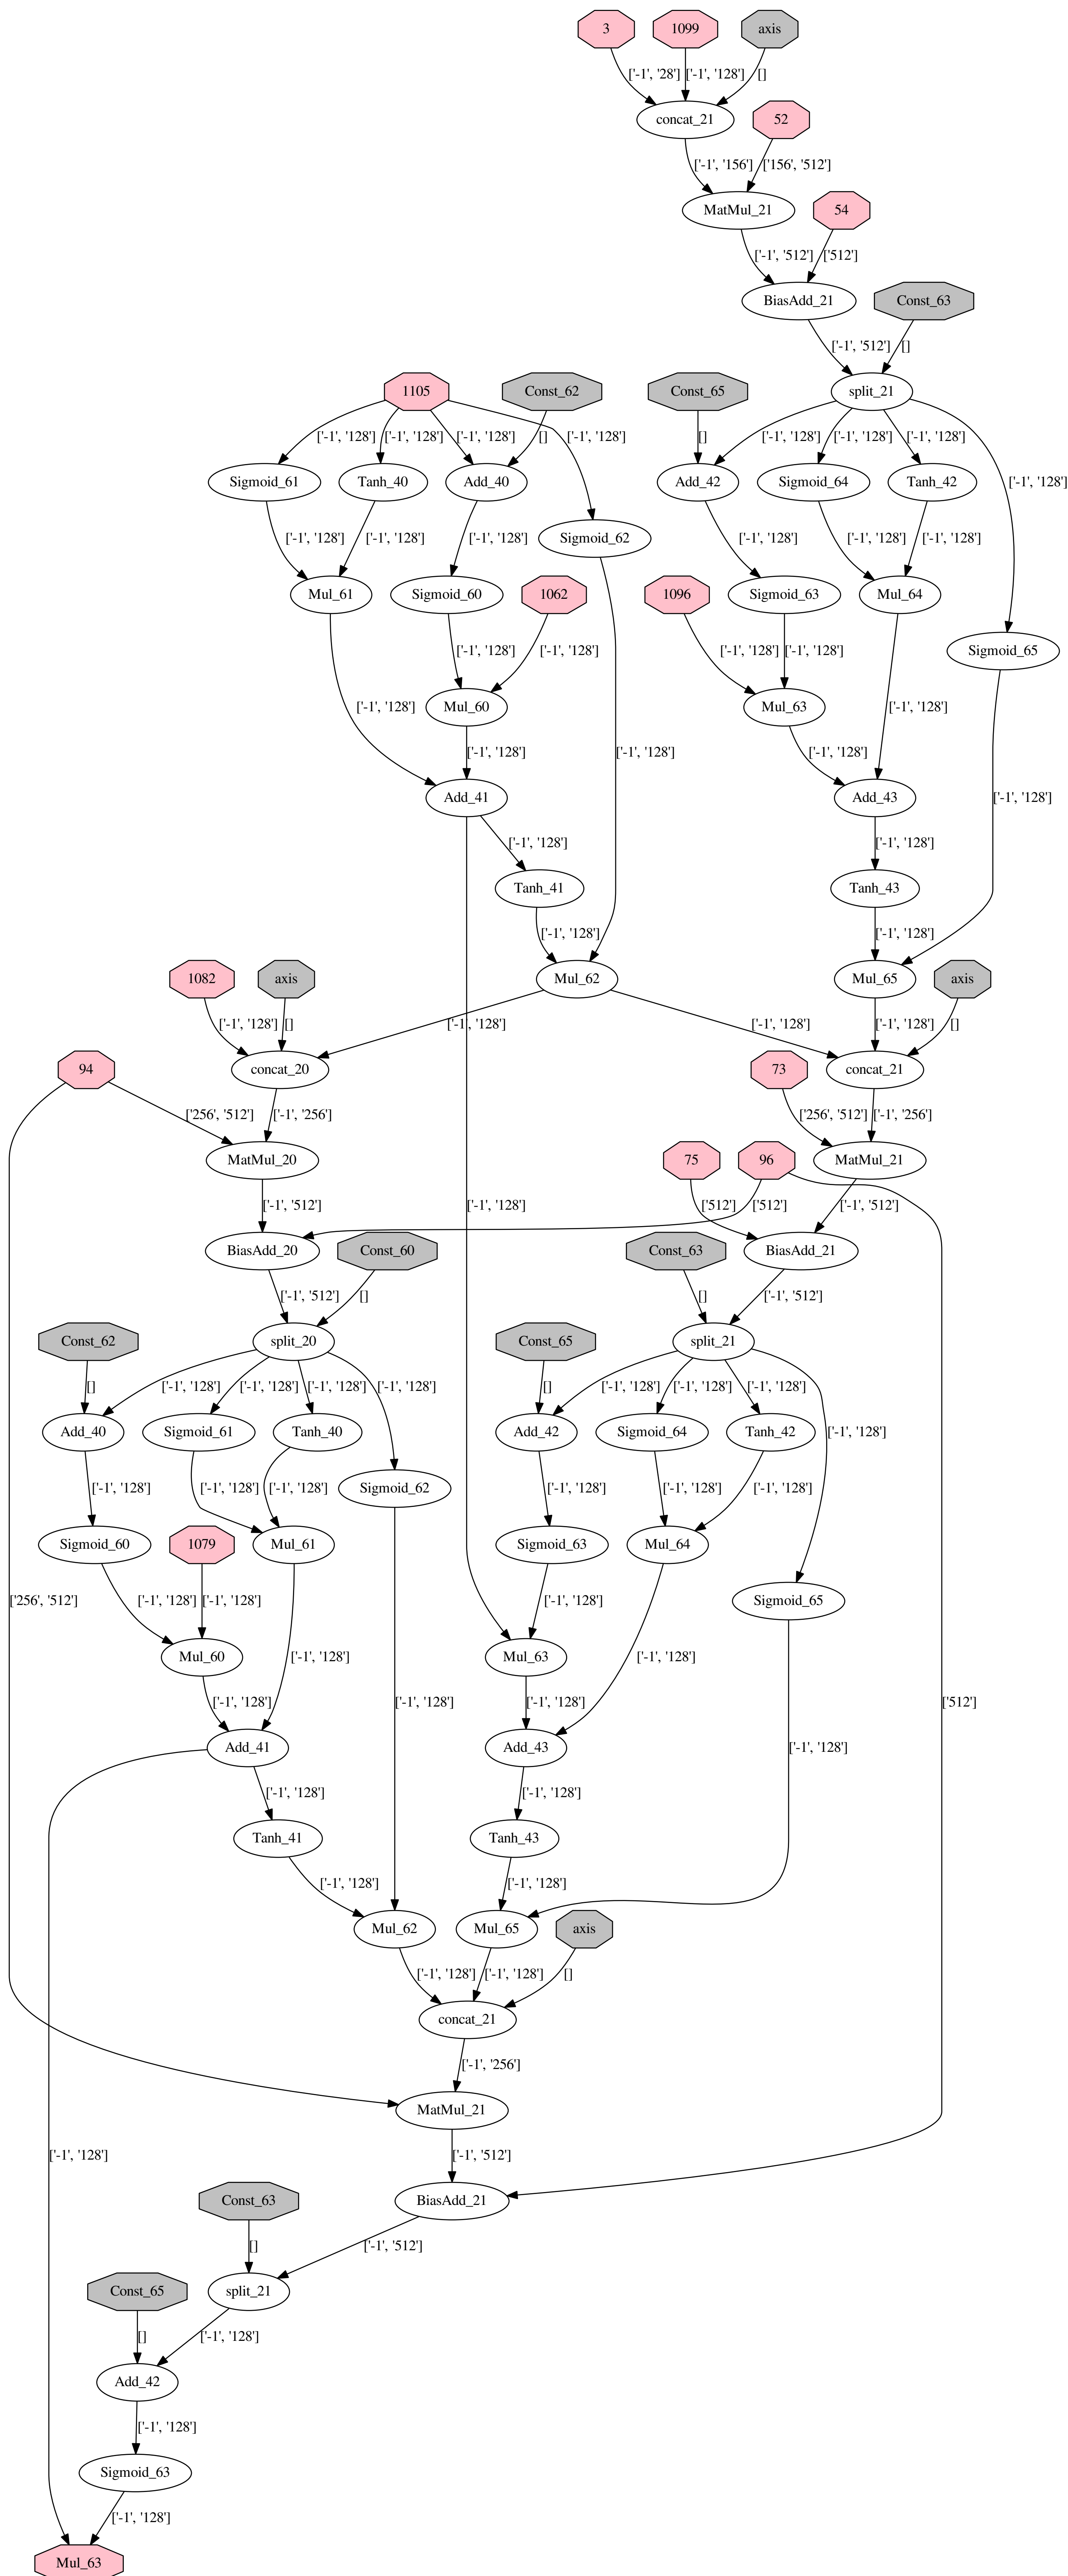 3 1099 axis
['-1', '28'] ['-1', '128'] []
concat_21 52
['-1', '156'] ['156', '512']
MatMul_21 54
['-1', '512'] ['512']
BiasAdd_21 Const_63
['-1', '512'] []
1105 Const_62 Const_65 split_21
['-1', '128'] ['-1', '128'] ['-1', '128'] [] ['-1', '128'] [] ['-1', '128'] ['-1', '128'] ['-1', '128']
Sigmoid_61 Tanh_40 Add_40 Add_42 Sigmoid_64 Tanh_42 ['-1', '128']
['-1', '128'] ['-1', '128'] ['-1', '128'] Sigmoid_62 ['-1', '128'] ['-1', '128'] ['-1', '128']
Mul_61 Sigmoid_60 1062 1096 Sigmoid_63 Mul_64
['-1', '128'] ['-1', '128'] ['-1', '128'] ['-1', '128'] Sigmoid_65
['-1', '128'] Mul_60 Mul_63 ['-1', '128']
['-1', '128'] ['-1', '128'] ['-1', '128']
Add_41 Add_43 ['-1', '128']
['-1', '128'] ['-1', '128']
Tanh_41 Tanh_43
['-1', '128'] ['-1', '128']
1082 axis Mul_62 Mul_65 axis
['-1', '128'] [] ['-1', '128'] ['-1', '128'] ['-1', '128'] []
94 concat_20 73 concat_21
['256', '512'] ['-1', '256'] ['256', '512'] ['-1', '256']
MatMul_20 75 96 MatMul_21
['-1', '512'] ['-1', '128'] ['512'] ['512'] ['-1', '512']
BiasAdd_20 Const_60 Const_63 BiasAdd_21
['-1', '512'] [] [] ['-1', '512']
Const_62 split_20 Const_65 split_21
[] ['-1', '128'] ['-1', '128'] ['-1', '128'] ['-1', '128'] [] ['-1', '128'] ['-1', '128'] ['-1', '128']
Add_40 Sigmoid_61 Tanh_40 Add_42 Sigmoid_64 Tanh_42 ['-1', '128']
['-1', '128'] ['-1', '128'] ['-1', '128'] Sigmoid_62 ['-1', '128'] ['-1', '128'] ['-1', '128']
Sigmoid_60 1079 Mul_61 Sigmoid_63 Mul_64
['256', '512'] ['-1', '128'] ['-1', '128'] ['-1', '128'] Sigmoid_65
Mul_60 ['-1', '128'] Mul_63 ['-1', '128']
['-1', '128'] ['-1', '128'] ['-1', '128'] ['512']
Add_41 Add_43 ['-1', '128']
['-1', '128'] ['-1', '128']
Tanh_41 Tanh_43
['-1', '128'] ['-1', '128']
Mul_62 Mul_65 axis
['-1', '128'] ['-1', '128'] []
concat_21
['-1', '256']
MatMul_21
['-1', '128'] ['-1', '512']
Const_63 BiasAdd_21
[] ['-1', '512']
Const_65 split_21
[] ['-1', '128']
Add_42
['-1', '128']
Sigmoid_63
['-1', '128']
Mul_63